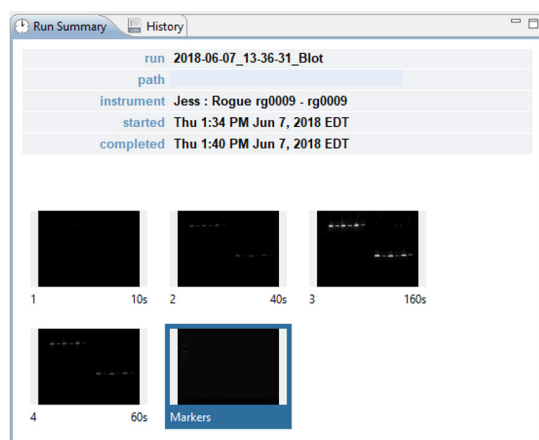 Run Summary History
run 2018-06-07_13-36-31_Blot
path
instrument Jess : Rogue rg0009 - rg0009
started Thu 1:34 PM Jun 7, 2018 EDT
completed Thu 1:40 PM Jun 7, 2018 EDT
1 10s 2 40s 3 160s
4 60s Markers